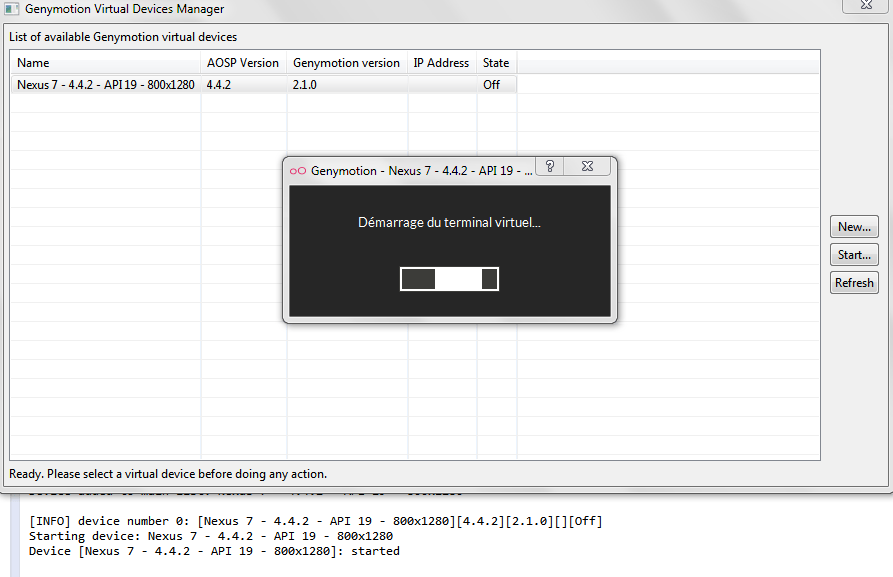 Genymotion Virtual Devices Manager
List of available Genymotion virtual devices
Name AOSP Version Genymotion version IP Address State
Nexus 7 - 4.4.2 - API 19 - 800x1280 4.4.2 2.1.0 Off
Genymotion - Nexus 7 - 4.4.2 - API 19 - ...
Démarrage du terminal virtuel...
New...
Start...
Refresh
Ready. Please select a virtual device before doing any action.
[INFO] device number 0: [Nexus 7 - 4.4.2 - API 19 - 800x1280][4.4.2][2.1.0][][Off]
Starting device: Nexus 7 - 4.4.2 - API 19 - 800x1280
Device [Nexus 7 - 4.4.2 - API 19 - 800x1280]: started